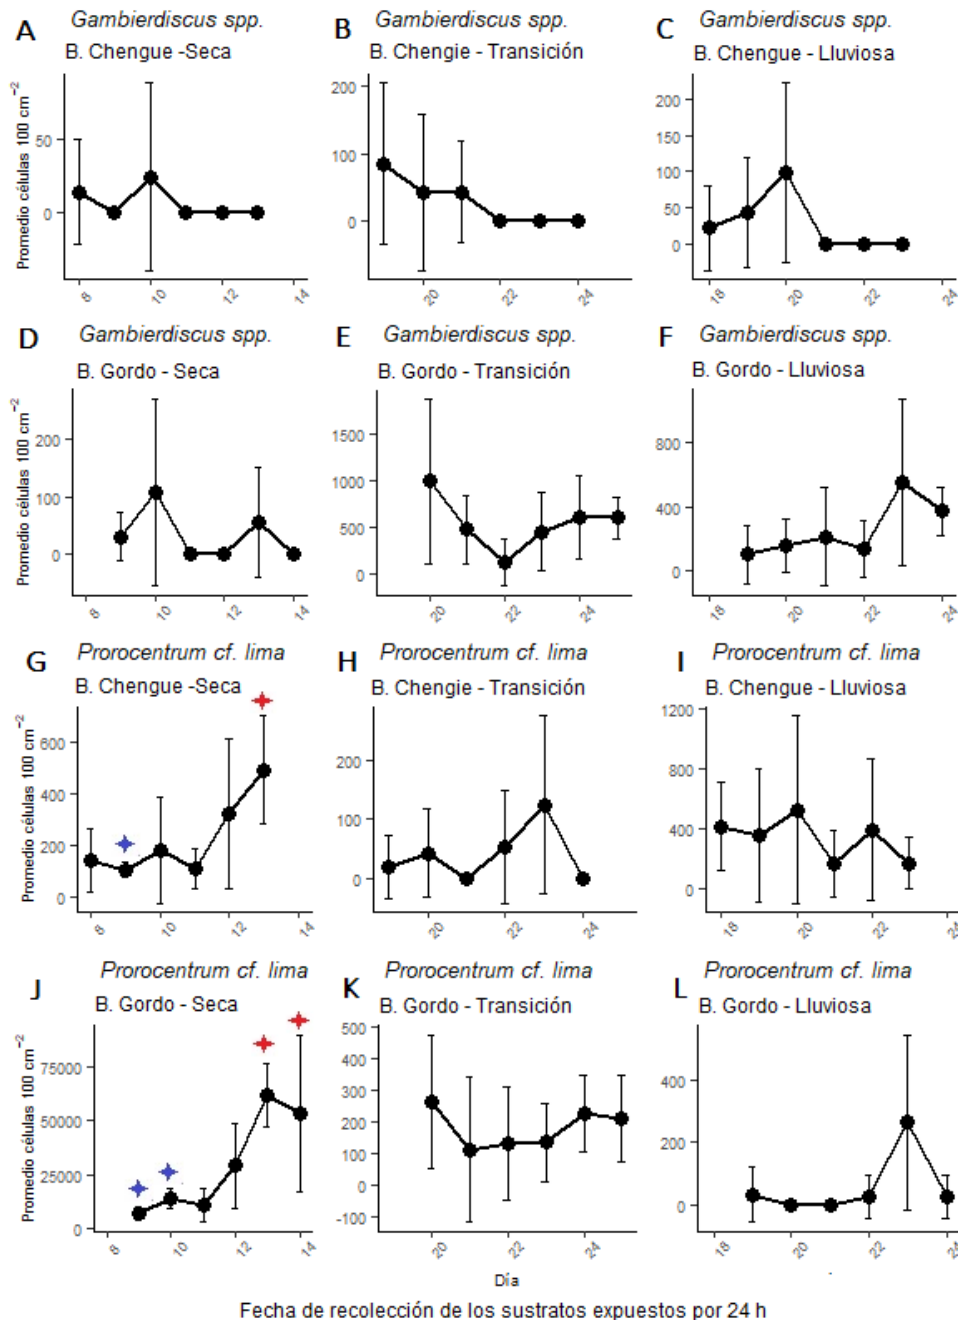 A Gambierdiscus spp.
B. Chengue -Seca
B Gambierdiscus spp.
B. Chengie - Transición
C Gambierdiscus spp.
B. Chengue - Lluviosa
Promedio células 100 cm⁻²
50
0
8 10 12 14
200
100
0
20 22 24
200
150
100
50
0
18 20 22 24
D Gambierdiscus spp.
B. Gordo - Seca
E Gambierdiscus spp.
B. Gordo - Transición
F Gambierdiscus spp.
B. Gordo - Lluviosa
Promedio células 100 cm⁻²
200
100
0
8 10 12 14
1500
1000
500
0
20 22 24
800
400
0
18 20 22 24
G Prorocentrum cf. lima
B. Chengue -Seca
H Prorocentrum cf. lima
B. Chengie - Transición
I Prorocentrum cf. lima
B. Chengue - Lluviosa
Promedio células 100 cm⁻²
600
400
200
0
8 10 12 14
200
100
0
20 22 24
1200
800
400
0
18 20 22 24
J Prorocentrum cf. lima
B. Gordo - Seca
K Prorocentrum cf. lima
B. Gordo - Transición
L Prorocentrum cf. lima
B. Gordo - Lluviosa
Promedio células 100 cm⁻²
75000
50000
25000
0
8 10 12 14
500
400
300
200
100
0
-100
20 22 24
400
200
0
18 20 22 24
Día
Fecha de recolección de los sustratos expuestos por 24 h